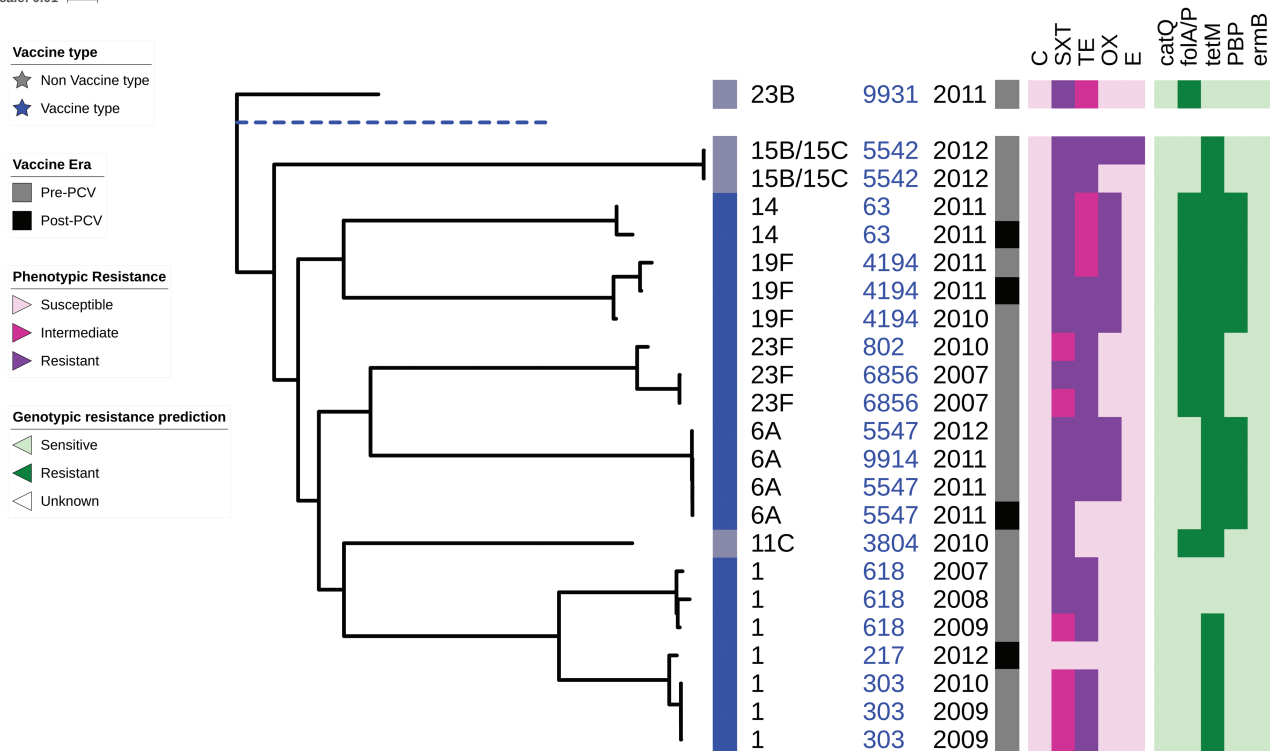 Vaccine type
Non Vaccine type
Vaccine type
Vaccine Era
Pre-PCV
Post-PCV
Phenotypic Resistance
Susceptible
Intermediate
Resistant
Genotypic resistance prediction
Sensitive
Resistant
Unknown
C SXT TE OX E catQ folA/P tetM PBP ermB
23B 9931 2011
15B/15C 5542 2012
15B/15C 5542 2012
14 63 2011
14 63 2011
19F 4194 2011
19F 4194 2011
19F 4194 2010
23F 802 2010
23F 6856 2007
23F 6856 2007
6A 5547 2012
6A 9914 2011
6A 5547 2011
6A 5547 2011
11C 3804 2010
1 618 2007
1 618 2008
1 618 2009
1 217 2012
1 303 2010
1 303 2009
1 303 2009